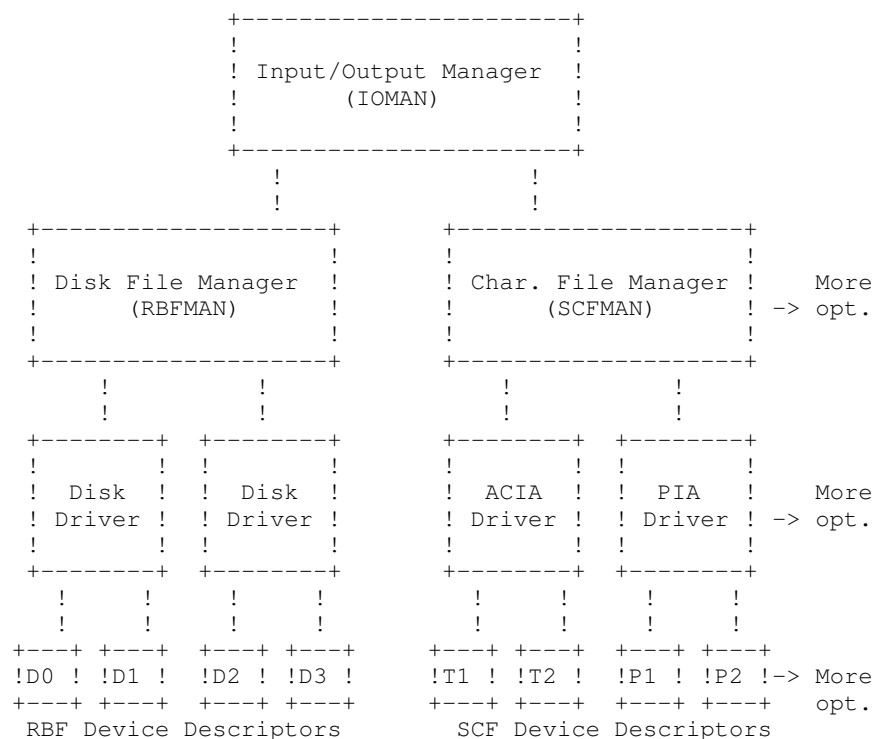 Input/Output Manager
(IOMAN)
Disk File Manager Char. File Manager More
(RBFMAN) (SCFMAN) -> opt.
Disk Disk ACIA PIA More
Driver Driver Driver Driver -> opt.
D0 D1 D2 D3 T1 T2 P1 P2 -> More
opt.
RBF Device Descriptors SCF Device Descriptors